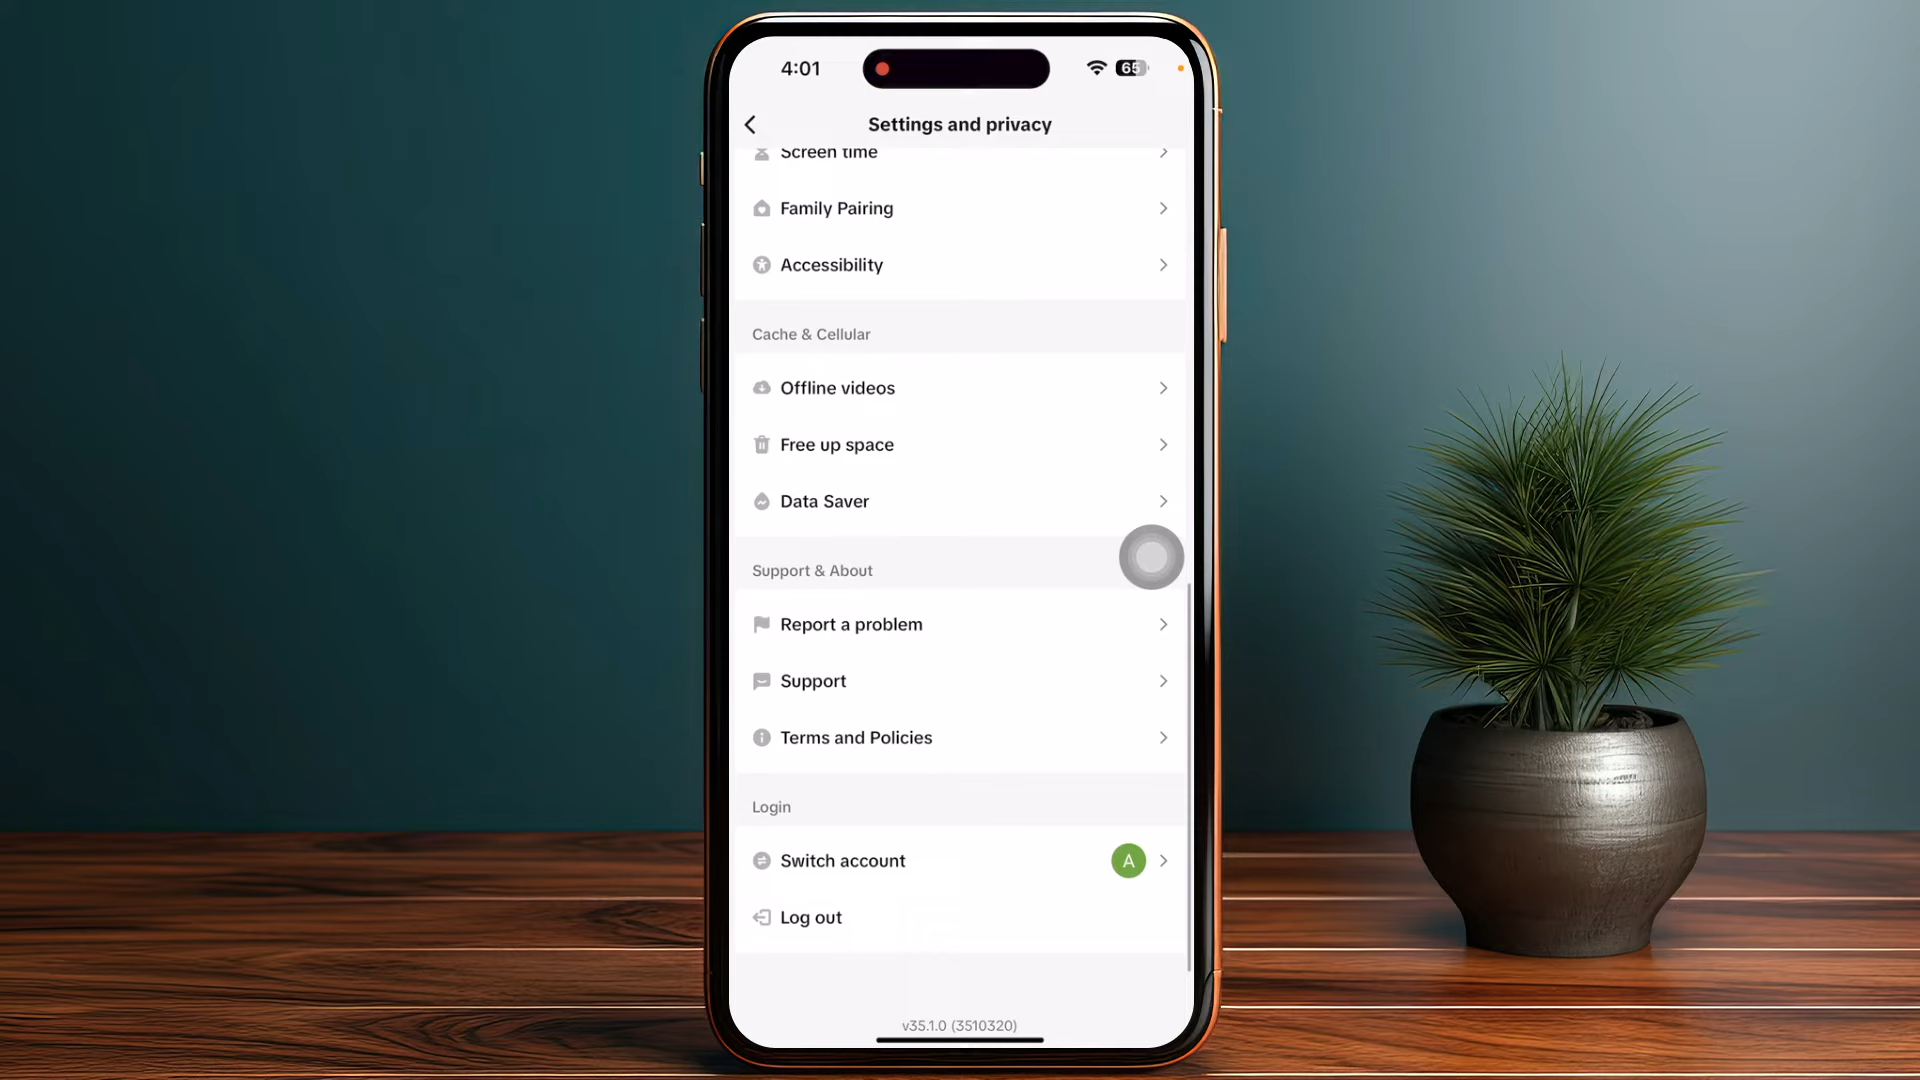 4:01
65
Settings and privacy
Screen time
Family Pairing
Accessibility
Cache & Cellular
Offline videos
Free up space
Data Saver
Support & About
Report a problem
Support
Terms and Policies
Login
Switch account
A
Log out
v35.1.0 (3510320)